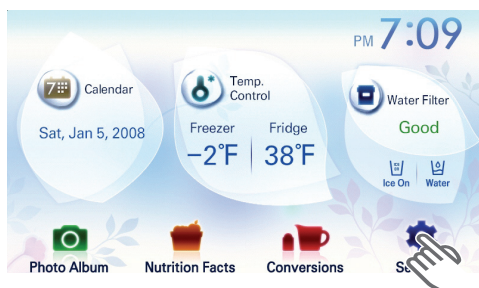 PM 7:09
Calendar
Sat, Jan 5, 2008
Temp.
Control
Freezer Fridge
−2°F 38°F
Water Filter
Good
Ice On Water
Photo Album Nutrition Facts Conversions